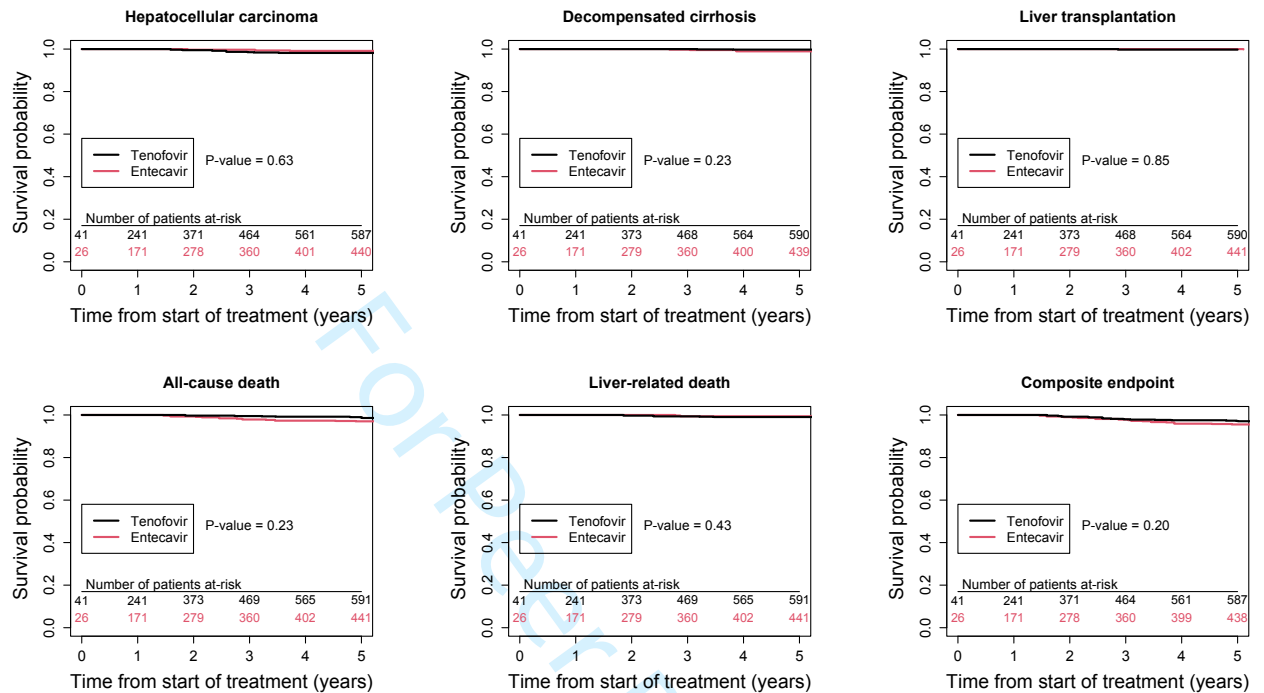 Hepatocellular carcinoma
Survival probability
1.0
0.8
0.6
0.4
0.2
0.0
Tenofovir
Entecavir
P-value = 0.63
Number of patients at-risk
41 241 371 464 561 587
26 171 278 360 401 440
0 1 2 3 4 5
Time from start of treatment (years)
Decompensated cirrhosis
Survival probability
1.0
0.8
0.6
0.4
0.2
0.0
Tenofovir
Entecavir
P-value = 0.23
Number of patients at-risk
41 241 373 468 564 590
26 171 279 360 400 439
0 1 2 3 4 5
Time from start of treatment (years)
Liver transplantation
Survival probability
1.0
0.8
0.6
0.4
0.2
0.0
Tenofovir
Entecavir
P-value = 0.85
Number of patients at-risk
41 241 373 468 564 590
26 171 279 360 402 441
0 1 2 3 4 5
Time from start of treatment (years)
All-cause death
Survival probability
1.0
0.8
0.6
0.4
0.2
0.0
Tenofovir
Entecavir
P-value = 0.23
Number of patients at-risk
41 241 373 469 565 591
26 171 279 360 402 441
0 1 2 3 4 5
Time from start of treatment (years)
Liver-related death
Survival probability
1.0
0.8
0.6
0.4
0.2
0.0
Tenofovir
Entecavir
P-value = 0.43
Number of patients at-risk
41 241 373 469 565 591
26 171 279 360 402 441
0 1 2 3 4 5
Time from start of treatment (years)
Composite endpoint
Survival probability
1.0
0.8
0.6
0.4
0.2
0.0
Tenofovir
Entecavir
P-value = 0.20
Number of patients at-risk
41 241 371 464 561 587
26 171 278 360 399 438
0 1 2 3 4 5
Time from start of treatment (years)
For Peer